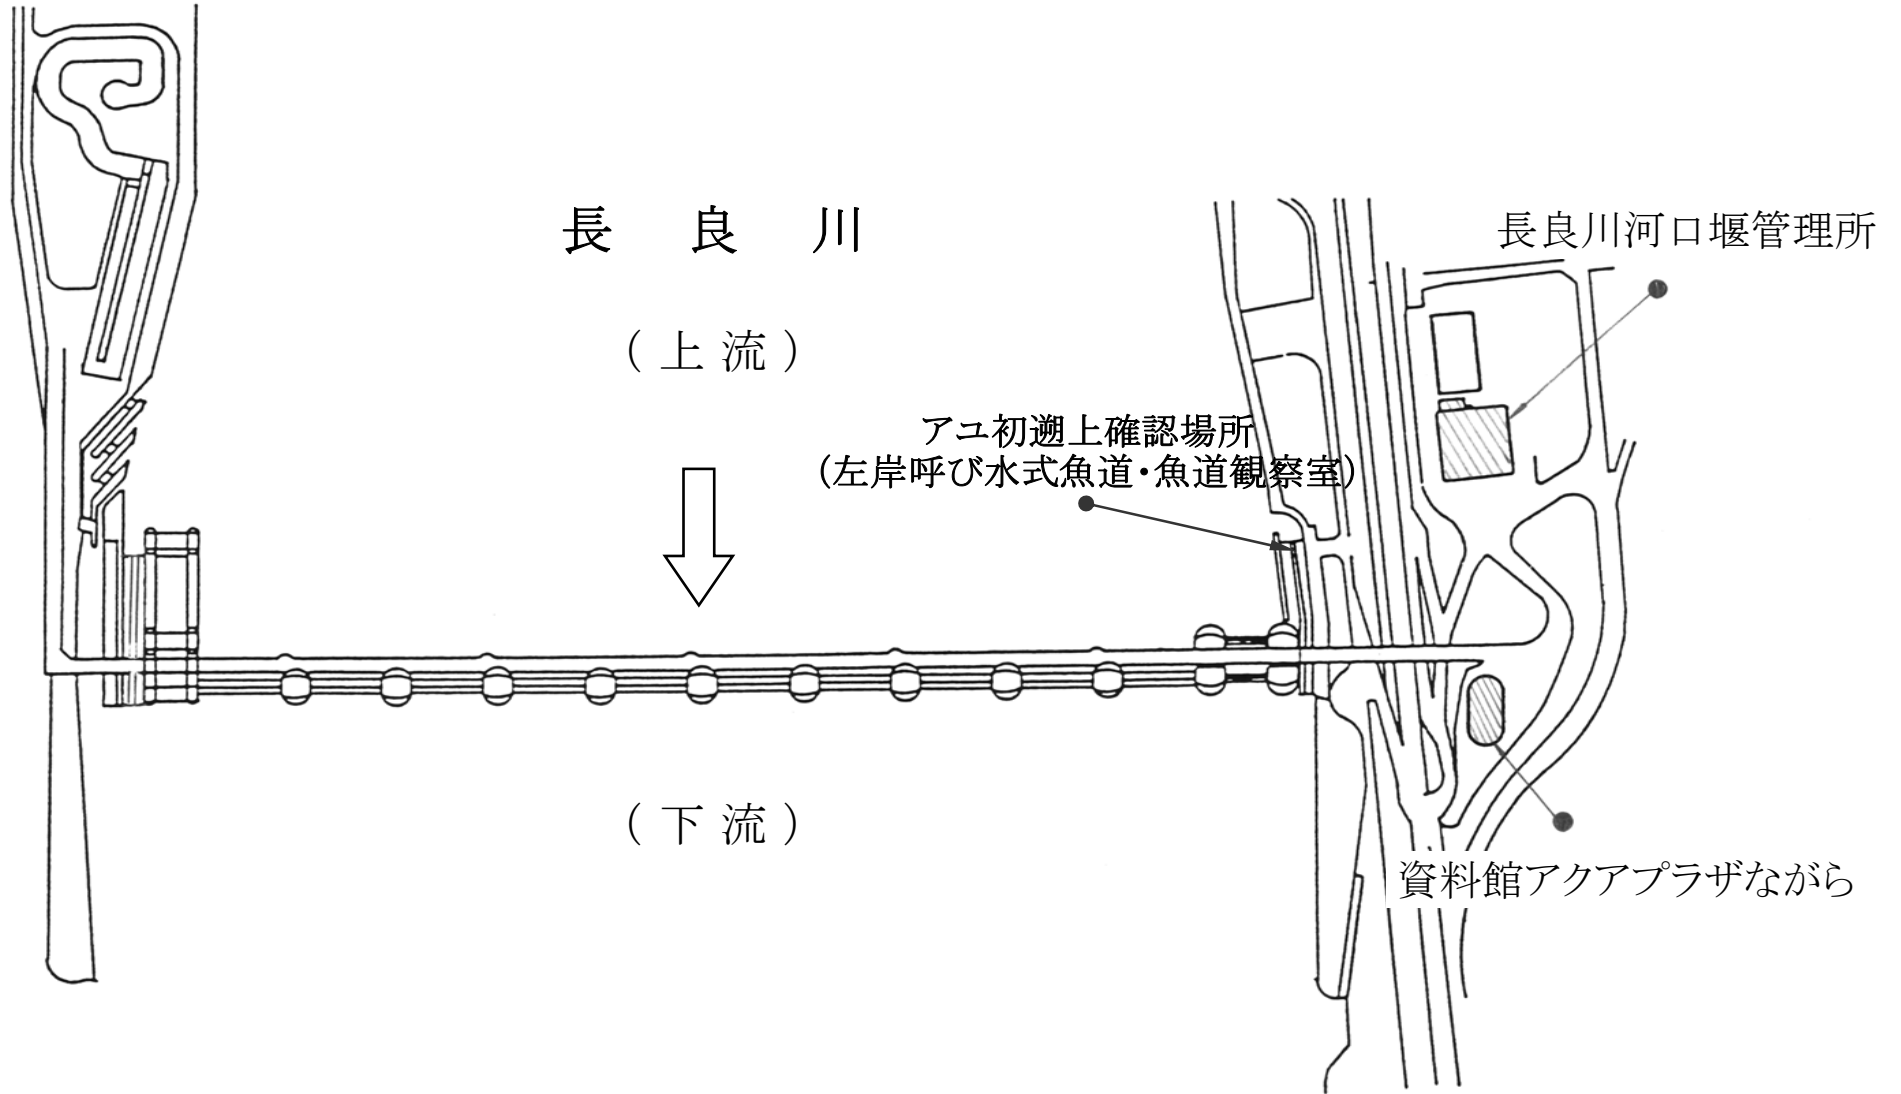 長良川
長良川河口堰管理所
(上流)
アユ初遡上確認場所
(左岸呼び水式魚道・魚道観察室)
(下流)
資料館アクアプラザながら